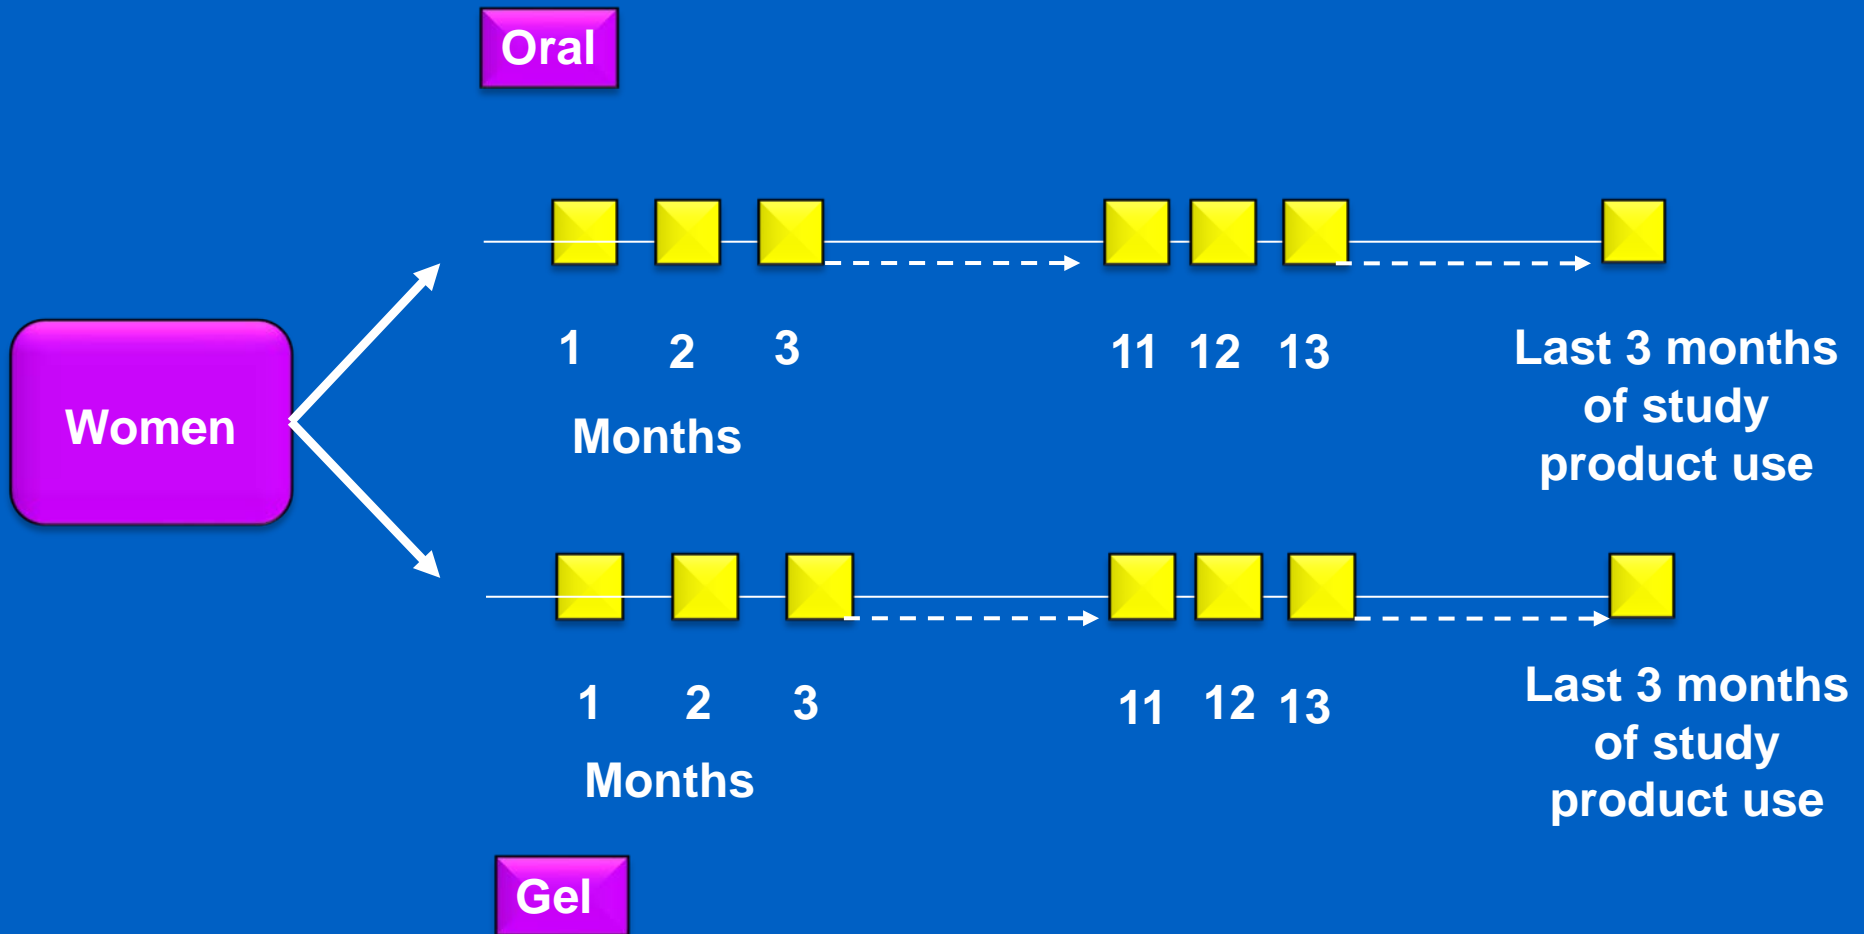 Oral
1 2 3 11 12 13
Last 3 months
of study
product use
Months
Women
1 2 3 11 12 13
Last 3 months
of study
product use
Months
Gel